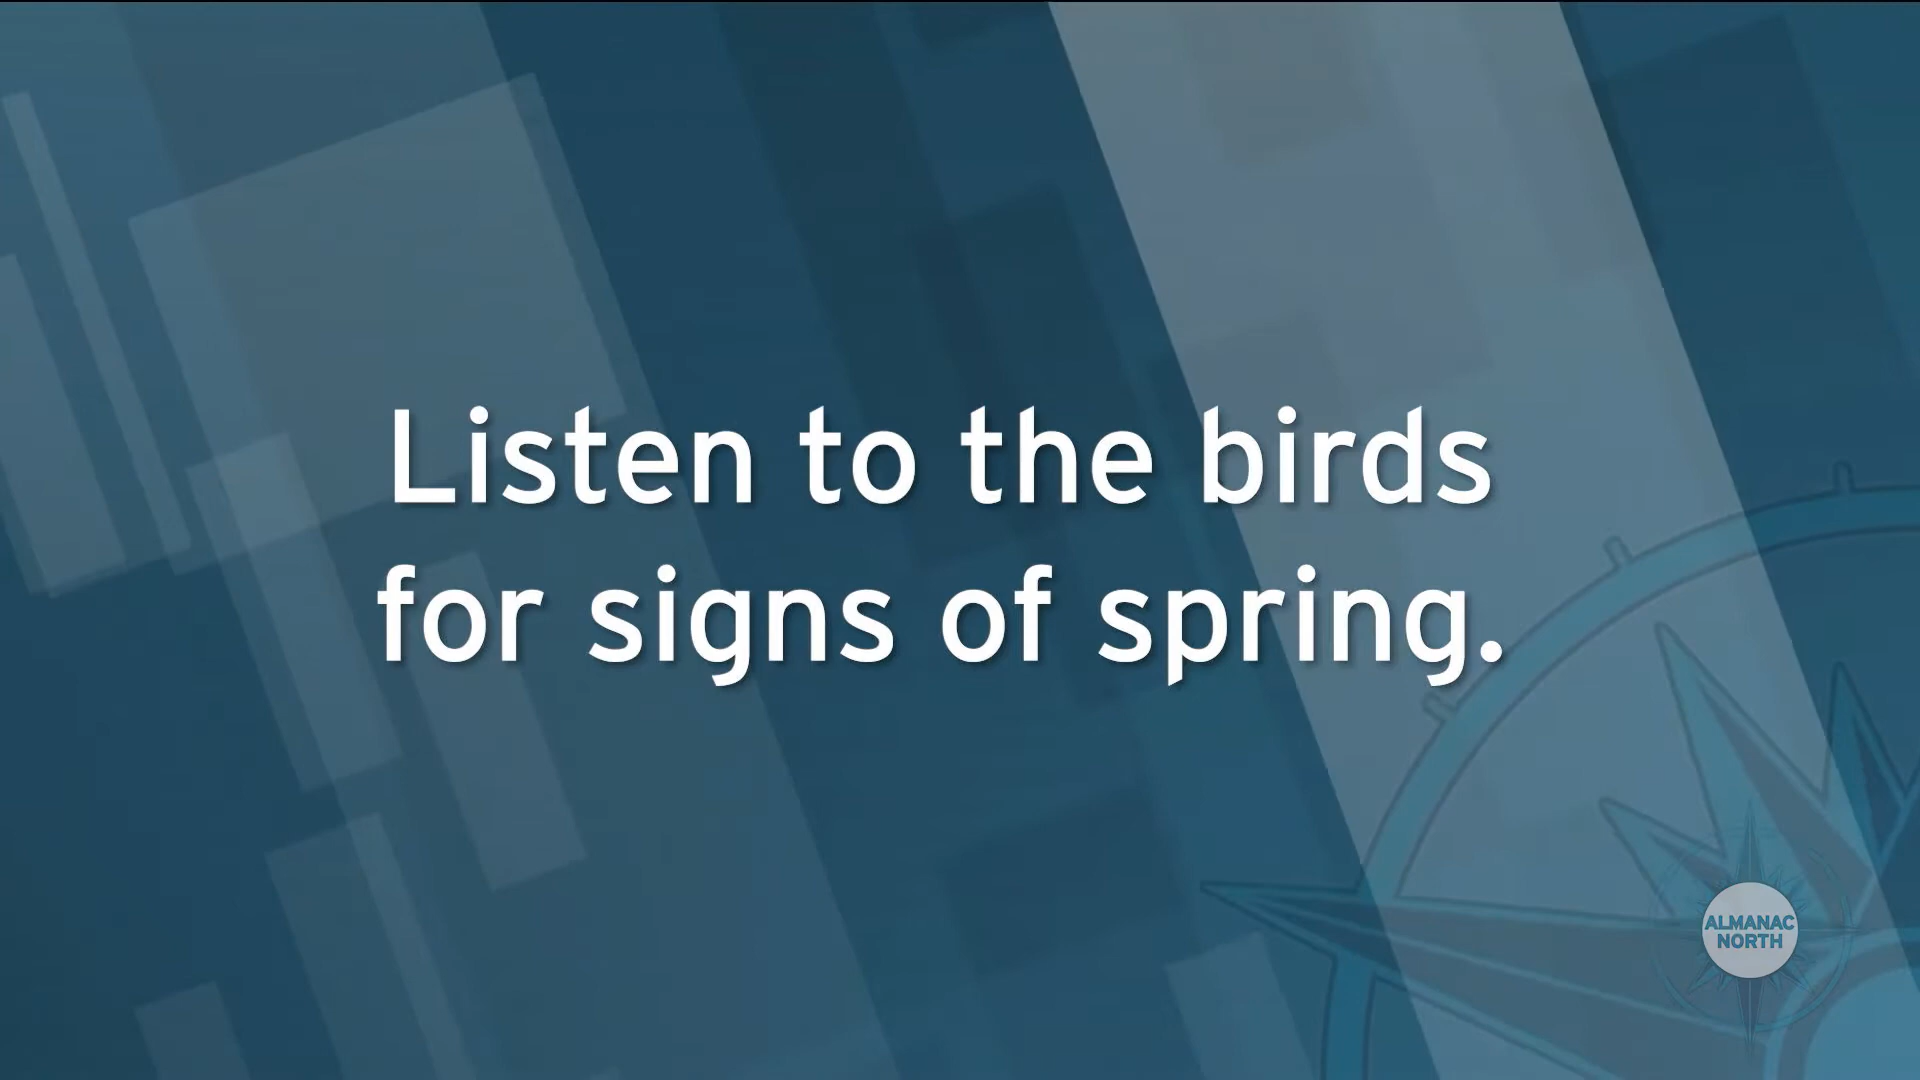 Listen to the birds
for signs of spring.
ALMANAC
NORTH